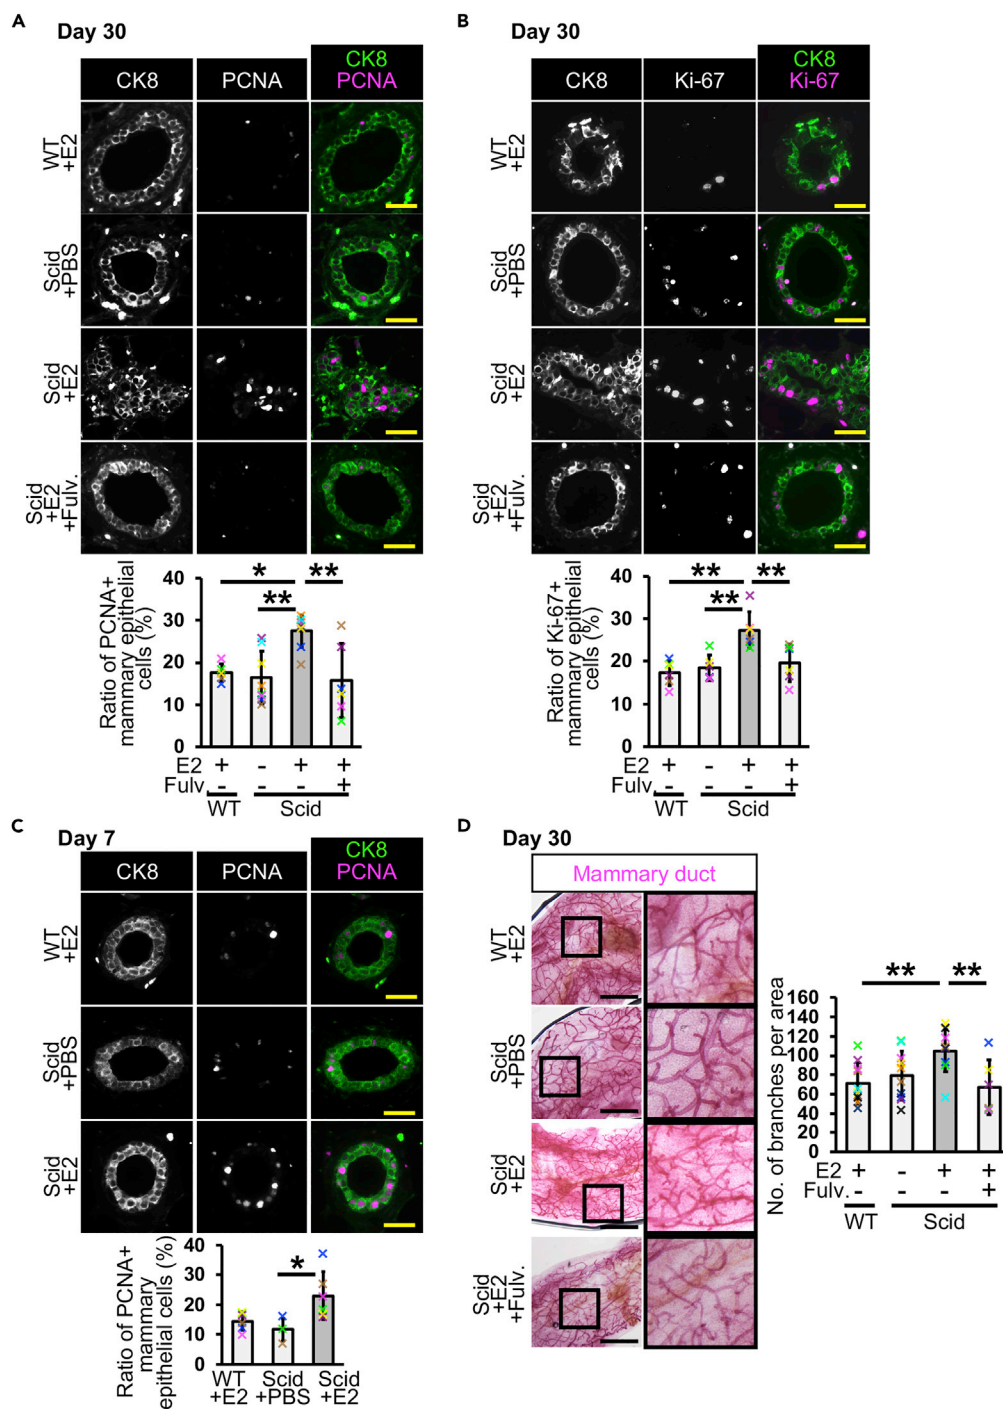 A
Day 30
CK8
PCNA
CK8
PCNA
WT
+E2
Scid
+PBS
Scid
+E2
Scid
+E2
+Fulv.
Ratio of PCNA+
mammary epithelial
cells (%)
40
30
20
10
0
*
**
**
E2 + - + +
Fulv. - - - +
WT Scid
B
Day 30
CK8
Ki-67
CK8
Ki-67
WT
+E2
Scid
+PBS
Scid
+E2
Scid
+E2
+Fulv.
Ratio of Ki-67+
mammary epithelial
cells (%)
40
30
20
10
0
**
**
**
E2 + - + +
Fulv. - - - +
WT Scid
C
Day 7
CK8
PCNA
CK8
PCNA
WT
+E2
Scid
+PBS
Scid
+E2
Ratio of PCNA+
mammary
epithelial cells (%)
40
30
20
10
0
*
WT
+E2
Scid
+PBS
Scid
+E2
D
Day 30
Mammary duct
WT
+E2
Scid
+PBS
Scid
+E2
Scid
+E2
+Fulv.
No. of branches per area
160
140
120
100
80
60
40
20
0
**
**
E2 + - + +
Fulv. - - - +
WT Scid